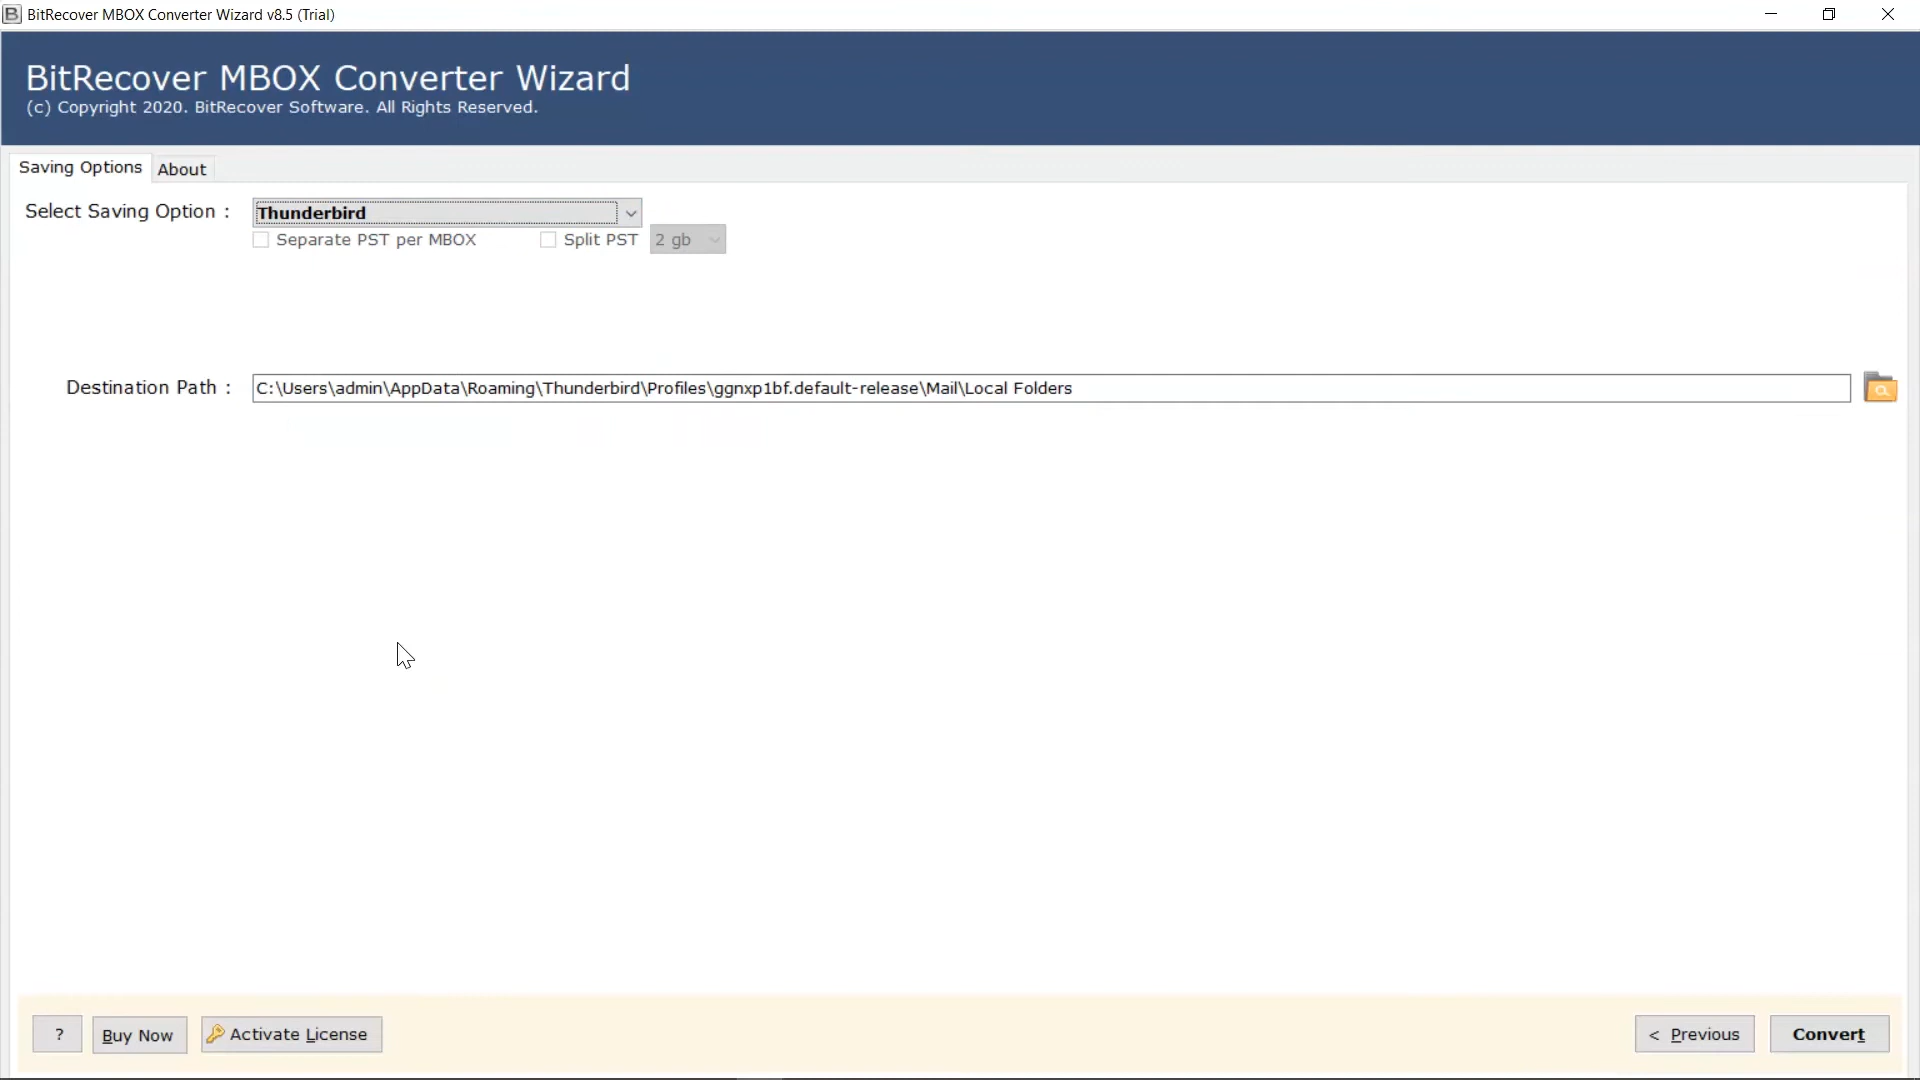 BitRecover MBOX Converter Wizard v8.5 (Trial)
BitRecover MBOX Converter Wizard
(c) Copyright 2020. BitRecover Software. All Rights Reserved.
Saving Options About
Select Saving Option : Thunderbird
Separate PST per MBOX Split PST 2 gb
Destination Path : C:\Users\admin\AppData\Roaming\Thunderbird\Profiles\ggnxp1bf.default-release\Mail\Local Folders
? Buy Now Activate License < Previous Convert